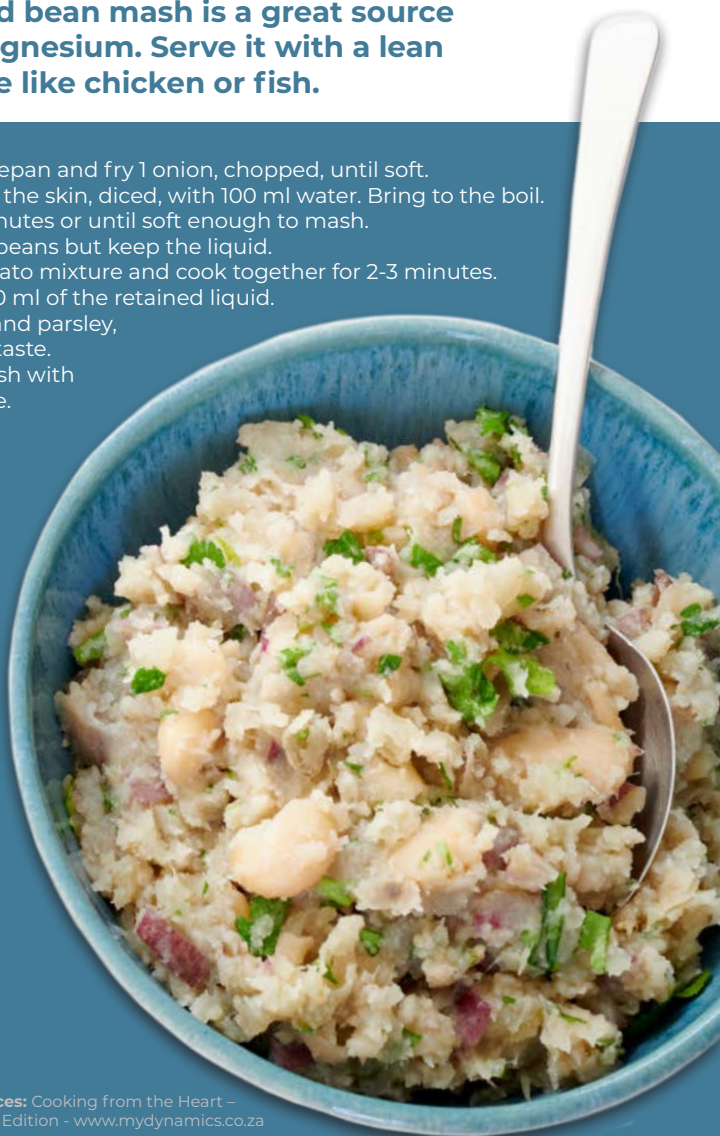 d bean mash is a great source
gnesium. Serve it with a lean
e like chicken or fish.
epan and fry 1 onion, chopped, until soft.
the skin, diced, with 100 ml water. Bring to the boil.
nutes or until soft enough to mash.
beans but keep the liquid.
ato mixture and cook together for 2-3 minutes.
0 ml of the retained liquid.
and parsley,
taste.
sh with
e.
ces: Cooking from the Heart –
Edition - www.mydynamics.co.za